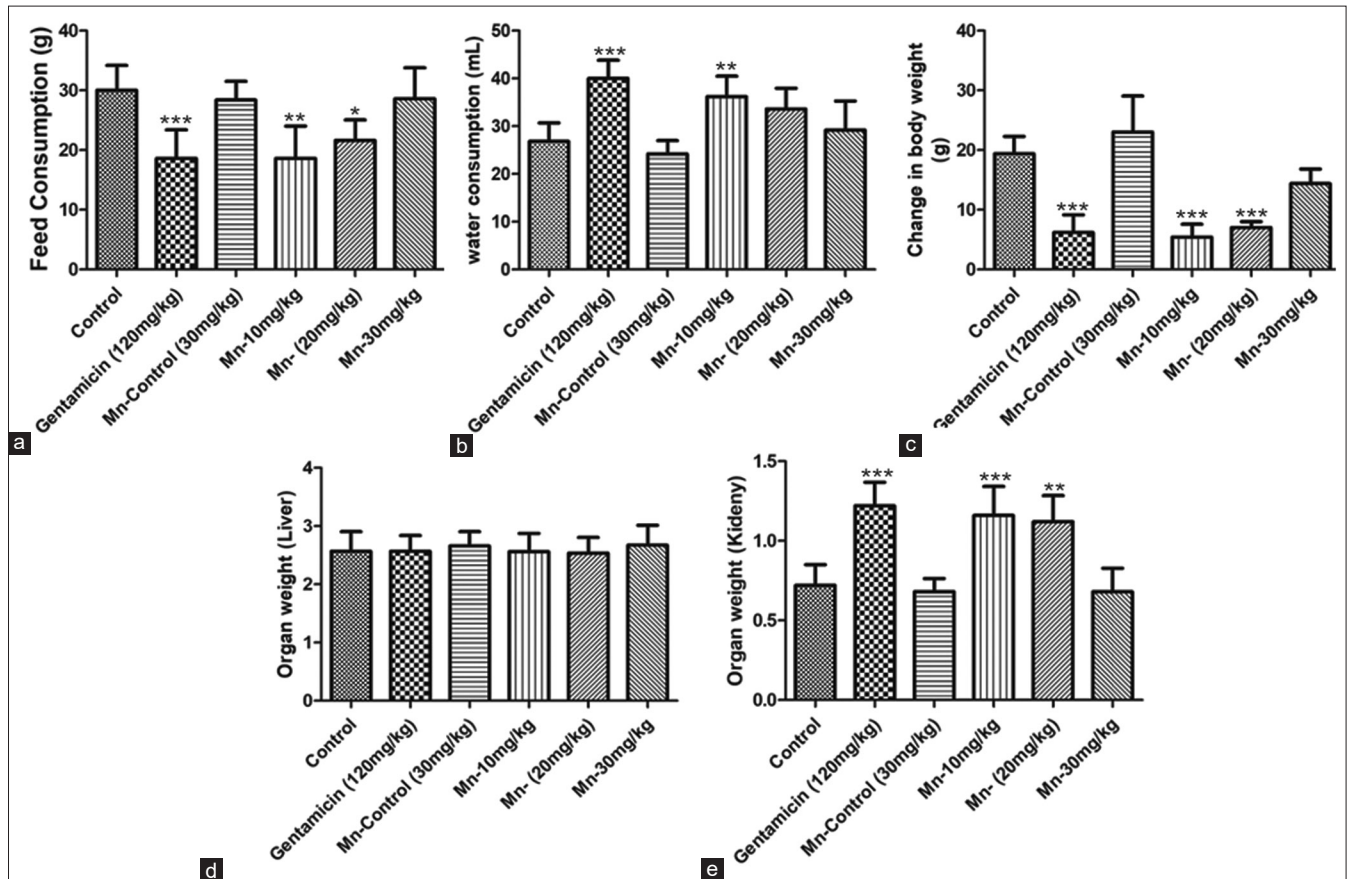 Feed Consumption (g)
40
30
20
10
0
***
**
*
Control
Gentamicin (120mg/kg)
Mn-Control (30mg/kg)
Mn-10mg/kg
Mn- (20mg/kg)
Mn-30mg/kg
a
water consumption (mL)
50
40
30
20
10
0
***
**
Control
Gentamicin (120mg/kg)
Mn-Control (30mg/kg)
Mn-10mg/kg
Mn- (20mg/kg)
Mn-30mg/kg
b
Change in body weight
(g)
40
30
20
10
0
***
***
***
Control
Gentamicin (120mg/kg)
Mn-Control (30mg/kg)
Mn-10mg/kg
Mn- (20mg/kg)
Mn-30mg/kg
c
Organ weight (Liver)
4
3
2
1
0
Control
Gentamicin (120mg/kg)
Mn-Control (30mg/kg)
Mn-10mg/kg
Mn- (20mg/kg)
Mn-30mg/kg
d
Organ weight (Kideny)
1.5
1.0
0.5
0.0
***
***
**
Control
Gentamicin (120mg/kg)
Mn-Control (30mg/kg)
Mn-10mg/kg
Mn- (20mg/kg)
Mn-30mg/kg
e